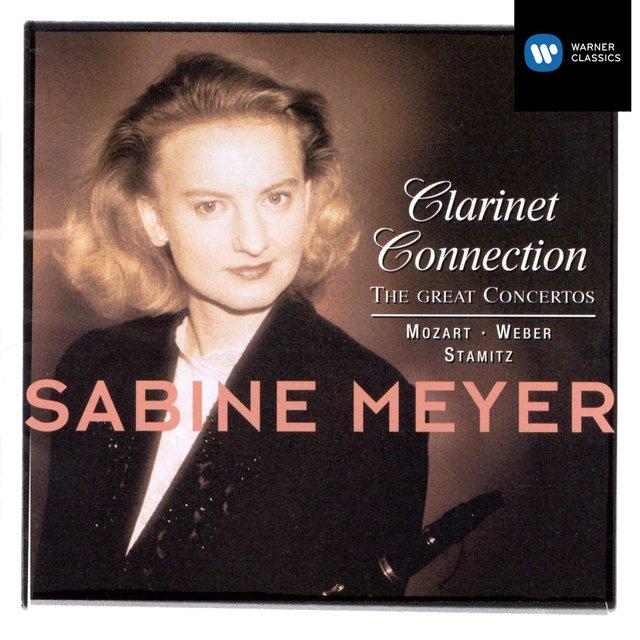 WARNER
CLASSICS
Clarinet
Connection
THE GREAT CONCERTOS
MOZART · WEBER
STAMITZ
SABINE MEYER